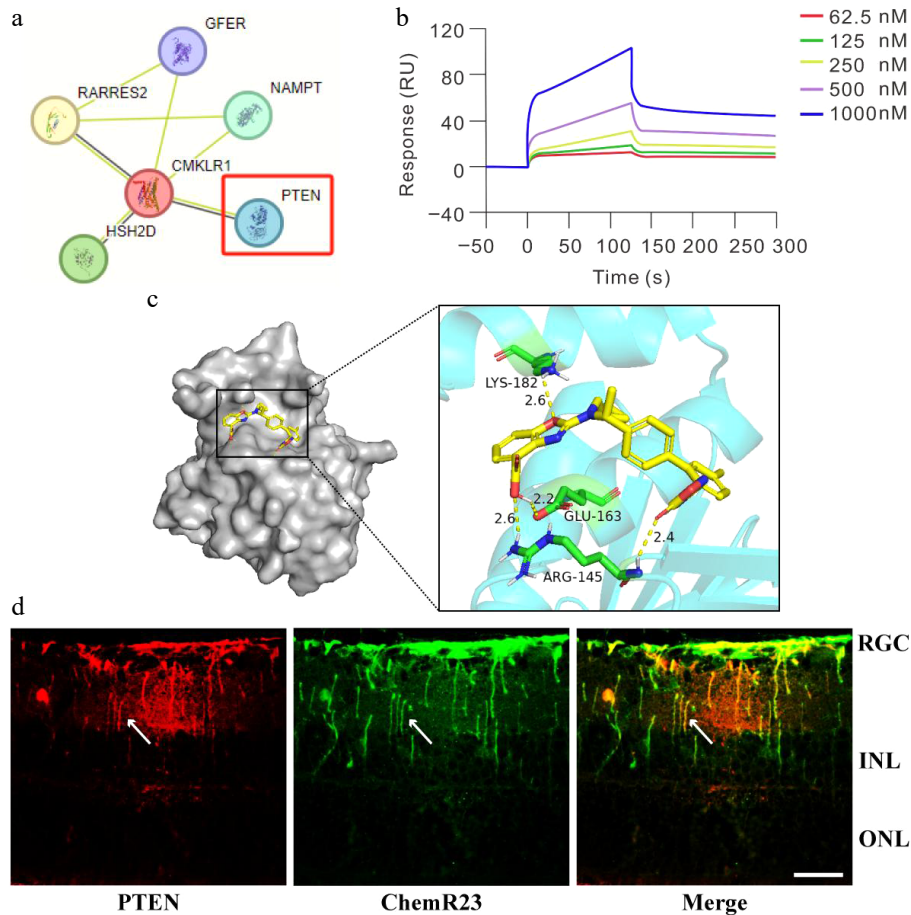 a
GFER
RARRES2
NAMPT
CMKLR1
PTEN
HSH2D
b
Response (RU)
120
80
40
0
−40
−50
0
50
100
150
200
250
300
Time (s)
62.5 nM
125 nM
250 nM
500 nM
1000nM
c
LYS-182
2.6
2.2
GLU-163
2.6
2.4
ARG-145
d
RGC
INL
ONL
PTEN
ChemR23
Merge